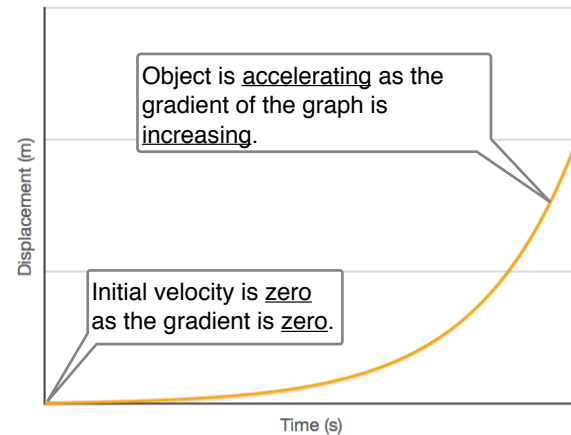 Object is accelerating as the
gradient of the graph is
increasing.
Displacement (m)
Initial velocity is zero
as the gradient is zero.
Time (s)